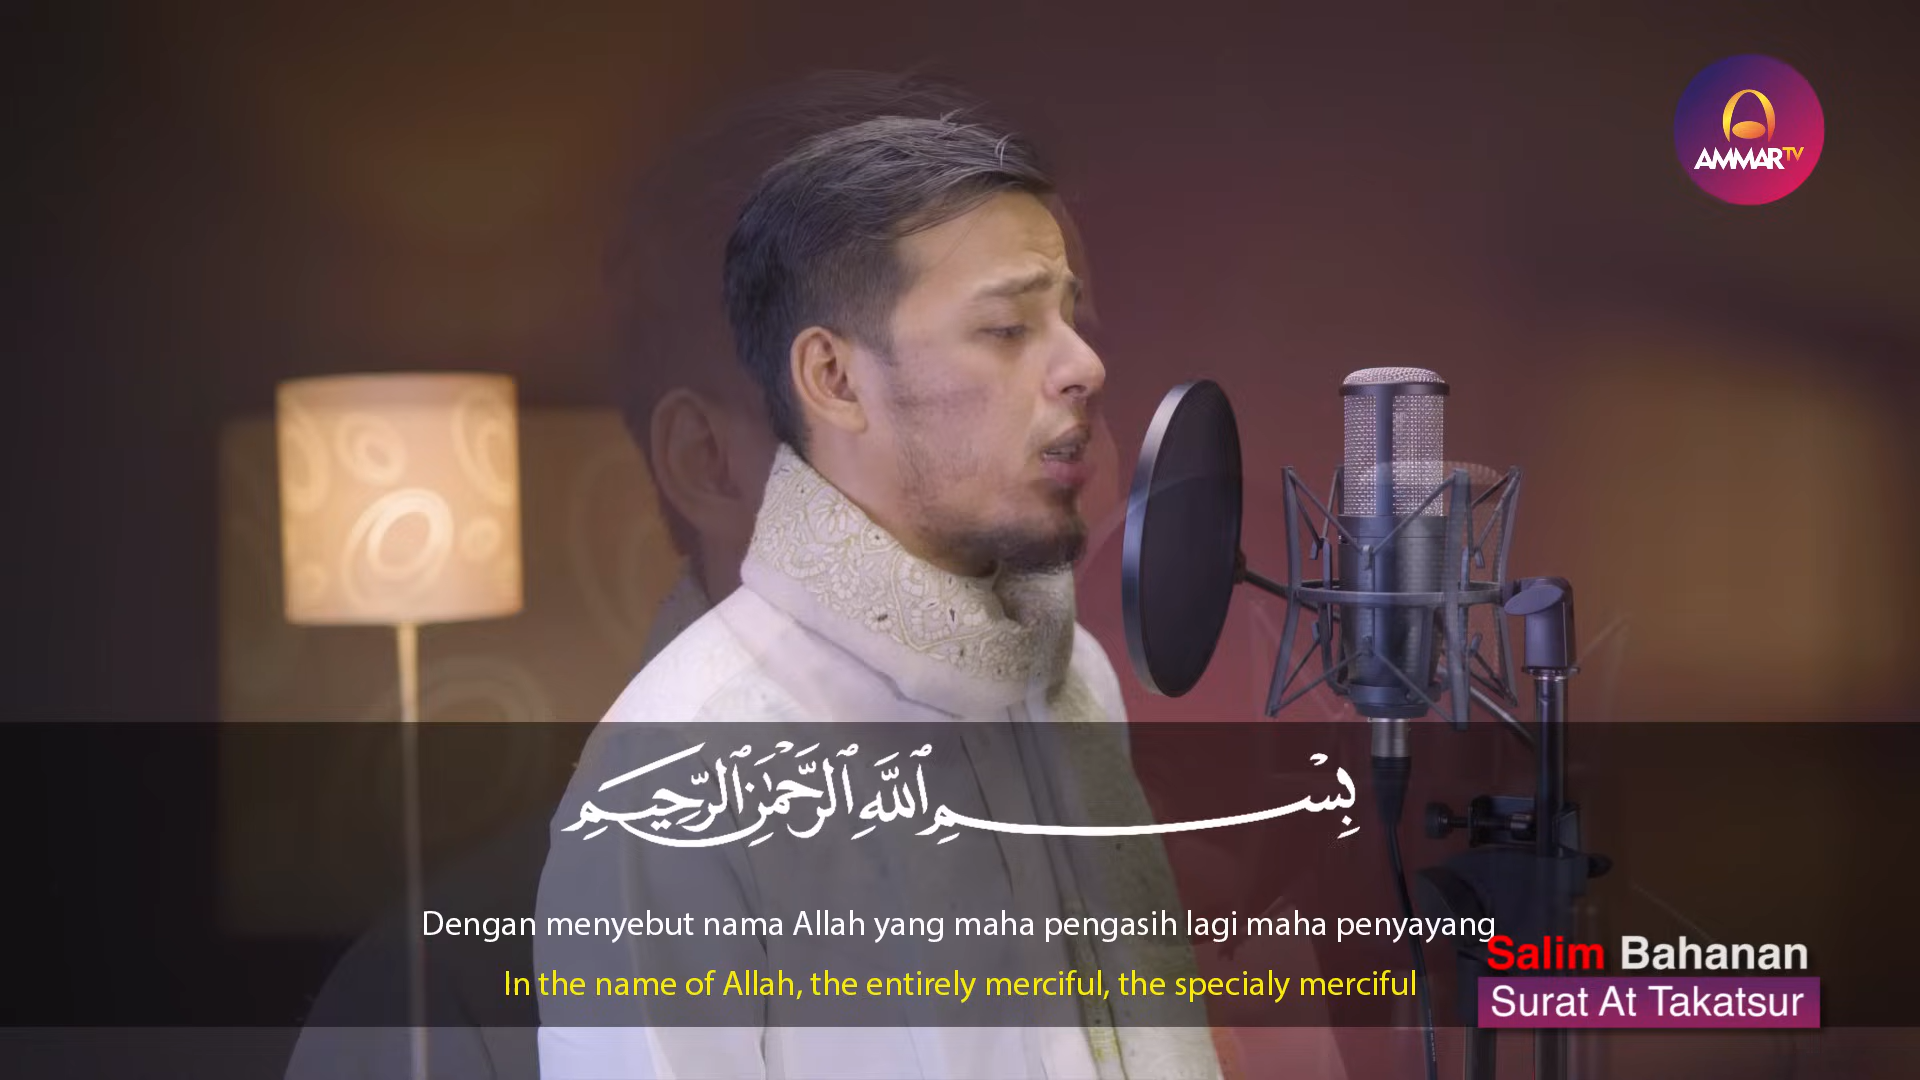 AMMARTV
بِسْمِ ٱللَّهِ ٱلرَّحْمَٰنِ ٱلرَّحِيمِ
Dengan menyebut nama Allah yang maha pengasih lagi maha penyayang
In the name of Allah, the entirely merciful, the specialy merciful
Salim Bahanan
Surat At Takatsur